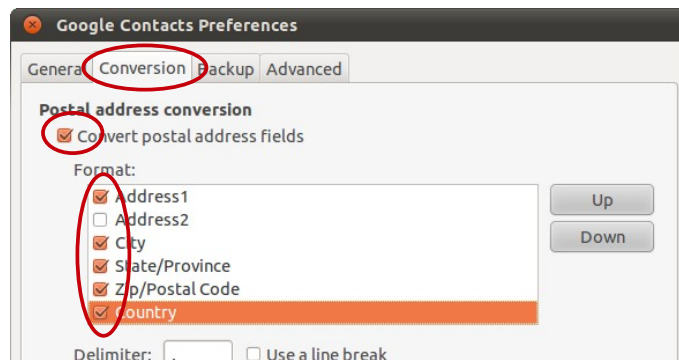 Google Contacts Preferences
General Conversion Backup Advanced
Postal address conversion
Convert postal address fields
Format:
Address1
Address2
City
State/Province
Zip/Postal Code
Country
Up
Down
Delimiter: , Use a line break